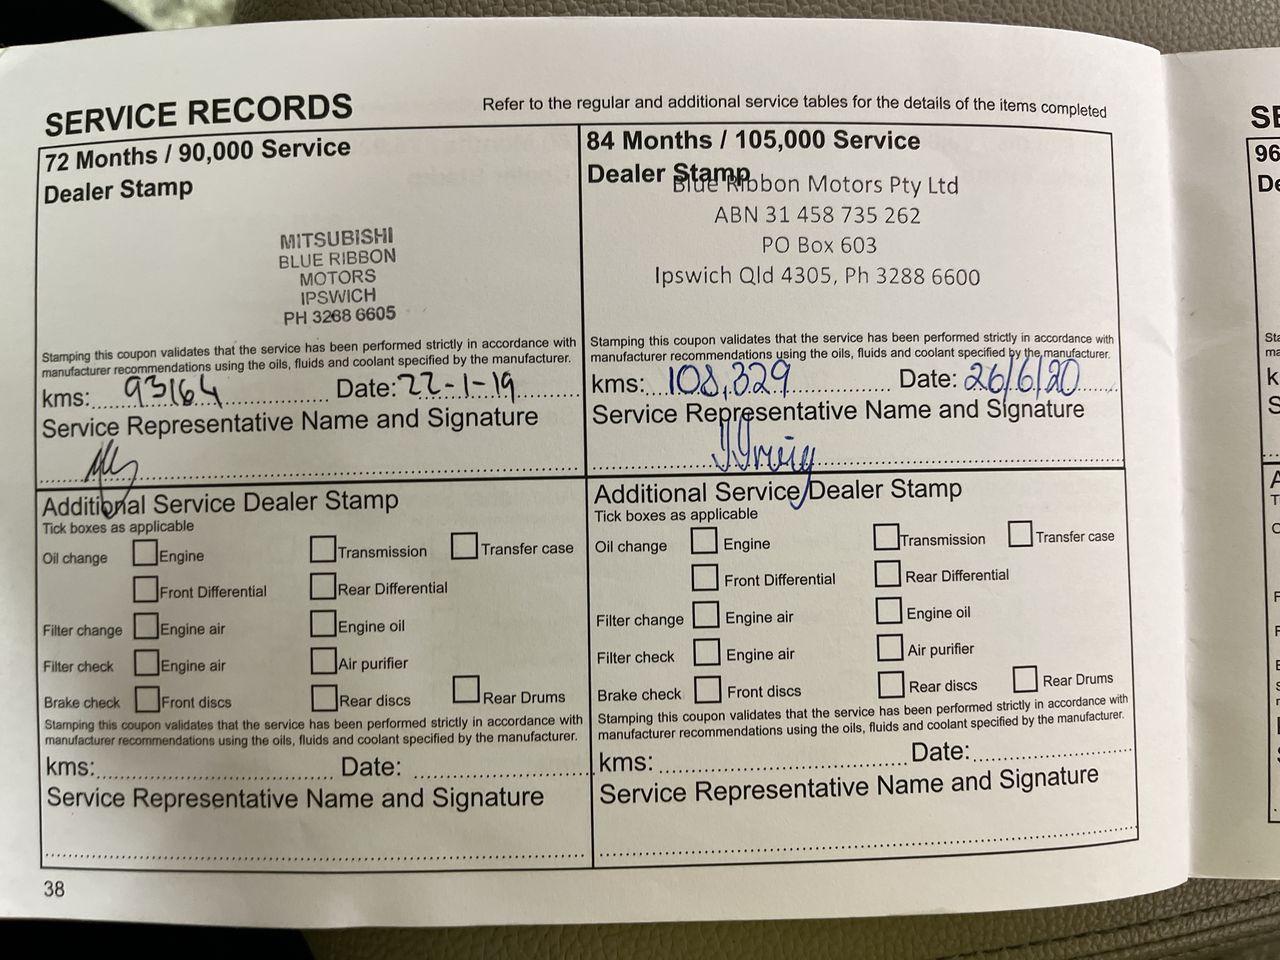 SERVICE RECORDS
Refer to the regular and additional service tables for the details of the items completed
72 Months / 90,000 Service
Dealer Stamp
MITSUBISHI
BLUE RIBBON
MOTORS
IPSWICH
PH 3288 6605
Stamping this coupon validates that the service has been performed strictly in accordance with
manufacturer recommendations using the oils, fluids and coolant specified by the manufacturer.
kms: 93164 Date: 22-1-19
Service Representative Name and Signature
Additional Service Dealer Stamp
Tick boxes as applicable
Oil change Engine Transmission Transfer case
Front Differential Rear Differential
Filter change Engine air Engine oil
Filter check Engine air Air purifier
Brake check Front discs Rear discs Rear Drums
Stamping this coupon validates that the service has been performed strictly in accordance with
manufacturer recommendations using the oils, fluids and coolant specified by the manufacturer.
kms: Date:
Service Representative Name and Signature
38
84 Months / 105,000 Service
Dealer Stamp
Blue Ribbon Motors Pty Ltd
ABN 31 458 735 262
PO Box 603
Ipswich Qld 4305, Ph 3288 6600
Stamping this coupon validates that the service has been performed strictly in accordance with
manufacturer recommendations using the oils, fluids and coolant specified by the manufacturer.
kms: 108,329 Date: 26/6/20
Service Representative Name and Signature
Additional Service Dealer Stamp
Tick boxes as applicable
Oil change Engine Transmission Transfer case
Front Differential Rear Differential
Filter change Engine air Engine oil
Filter check Engine air Air purifier
Brake check Front discs Rear discs Rear Drums
Stamping this coupon validates that the service has been performed strictly in accordance with
manufacturer recommendations using the oils, fluids and coolant specified by the manufacturer.
kms: Date:
Service Representative Name and Signature
96